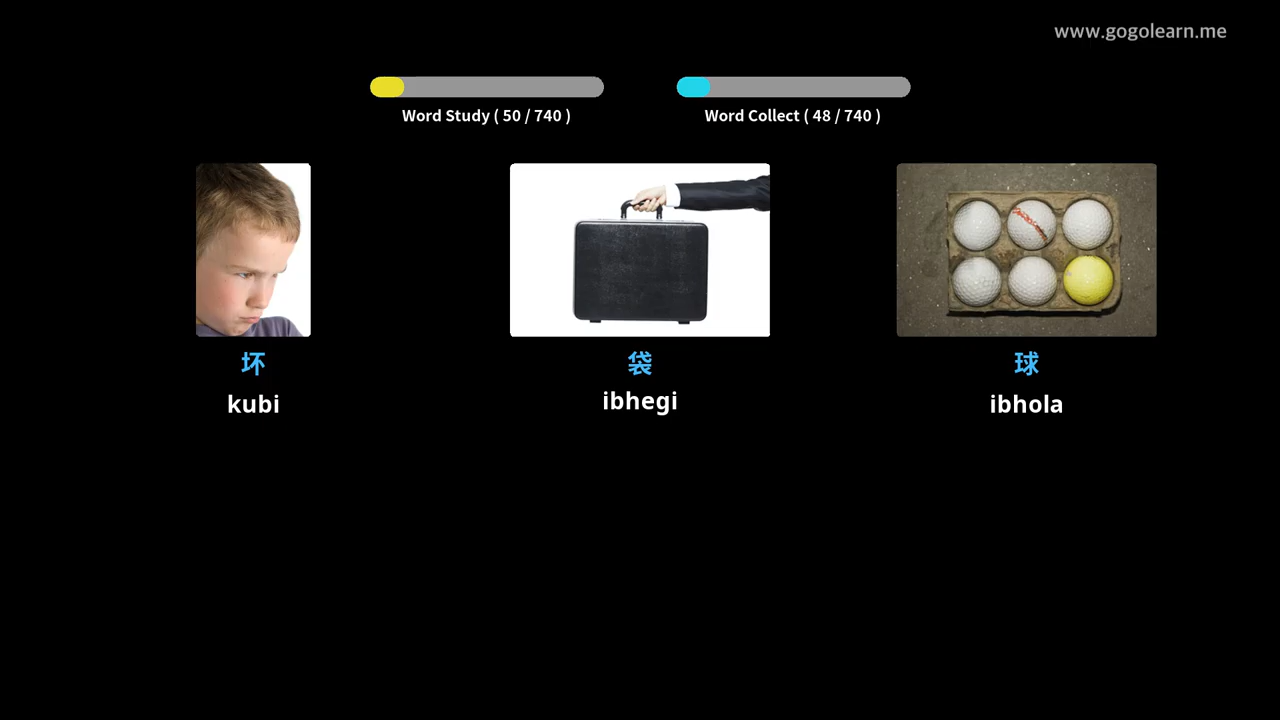 www.gogolearn.me
Word Study ( 50 / 740 )
Word Collect ( 48 / 740 )
坏
kubi
袋
ibhegi
球
ibhola